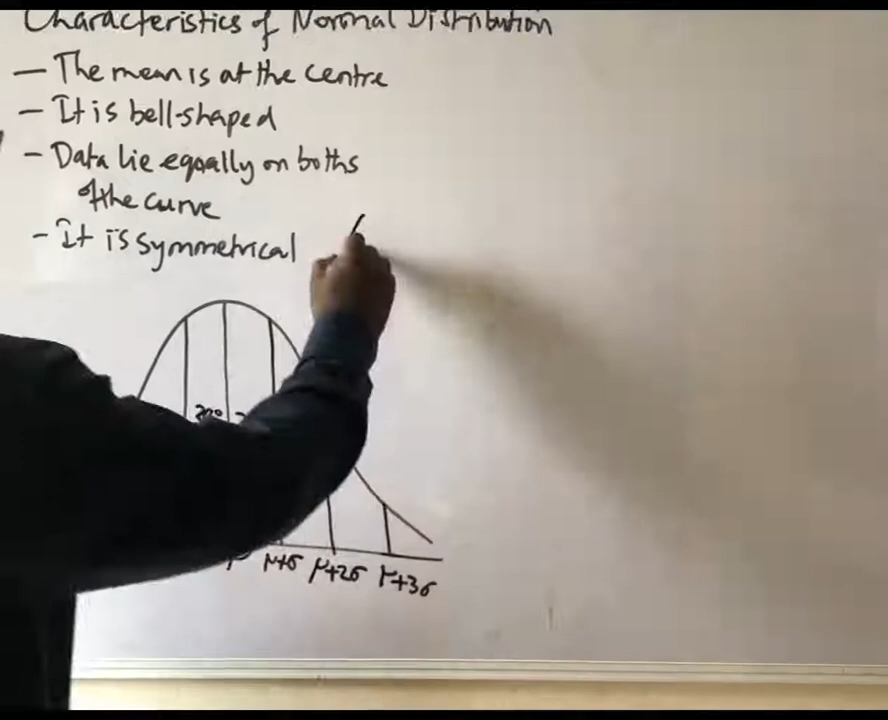 Characteristics of Normal Distribution
– The mean is at the centre
– It is bell-shaped
– Data lie equally on boths
of the curve
– It is symmetrical
μ μ+σ μ+2σ μ+3σ